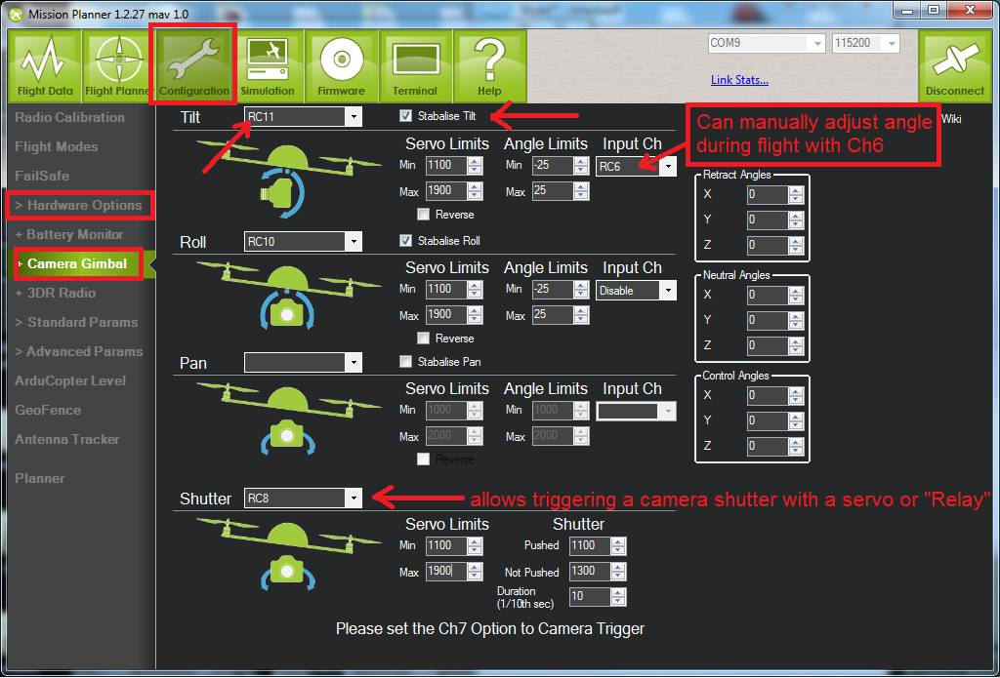 Mission Planner 1.2.27 mav 1.0
Flight Data
Flight Planner
Configuration
Simulation
Firmware
Terminal
Help
COM9
115200
Link Stats...
Disconnect
Radio Calibration
Flight Modes
FailSafe
> Hardware Options
+ Battery Monitor
+ Camera Gimbal
+ 3DR Radio
> Standard Params
> Advanced Params
ArduCopter Level
GeoFence
Antenna Tracker
Planner
Tilt RC11 Stabalise Tilt
Servo Limits Angle Limits Input Ch
Min 1100 Min -25 RC6
Max 1900 Max 25
Reverse
Can manually adjust angle
during flight with Ch6
Wiki
Roll RC10 Stabalise Roll
Servo Limits Angle Limits Input Ch
Min 1100 Min -25 Disable
Max 1900 Max 25
Reverse
Pan Stabalise Pan
Servo Limits Angle Limits Input Ch
Min 1000 Min 1000
Max 2000 Max 2000
Reverse
Retract Angles
X 0
Y 0
Z 0
Neutral Angles
X 0
Y 0
Z 0
Control Angles
X 0
Y 0
Z 0
Shutter RC8
allows triggering a camera shutter with a servo or "Relay"
Servo Limits Shutter
Min 1100 Pushed 1100
Max 1900 Not Pushed 1300
Duration
(1/10th sec) 10
Please set the Ch7 Option to Camera Trigger